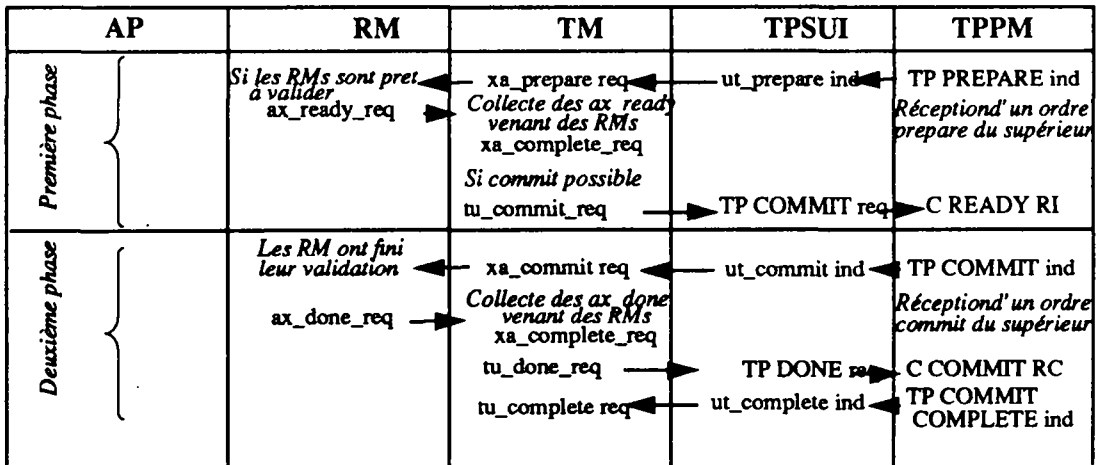 AP RM TM TPSUI TPPM
Première phase
Si les RMs sont pret à valider
xa_prepare req
ut_prepare ind
TP PREPARE ind
ax_ready_req
Collecte des ax_ready venant des RMs
Réceptiond'un ordre prepare du supérieur
xa_complete_req
Si commit possible
tu_commit_req
TP COMMIT req
C READY RI
Deuxième phase
Les RM ont fini leur validation
xa_commit req
ut_commit ind
TP COMMIT ind
ax_done_req
Collecte des ax_done venant des RMs
Réceptiond'un ordre commit du supérieur
xa_complete_req
tu_done_req
TP DONE req
C COMMIT RC
tu_complete req
ut_complete ind
TP COMMIT
COMPLETE ind